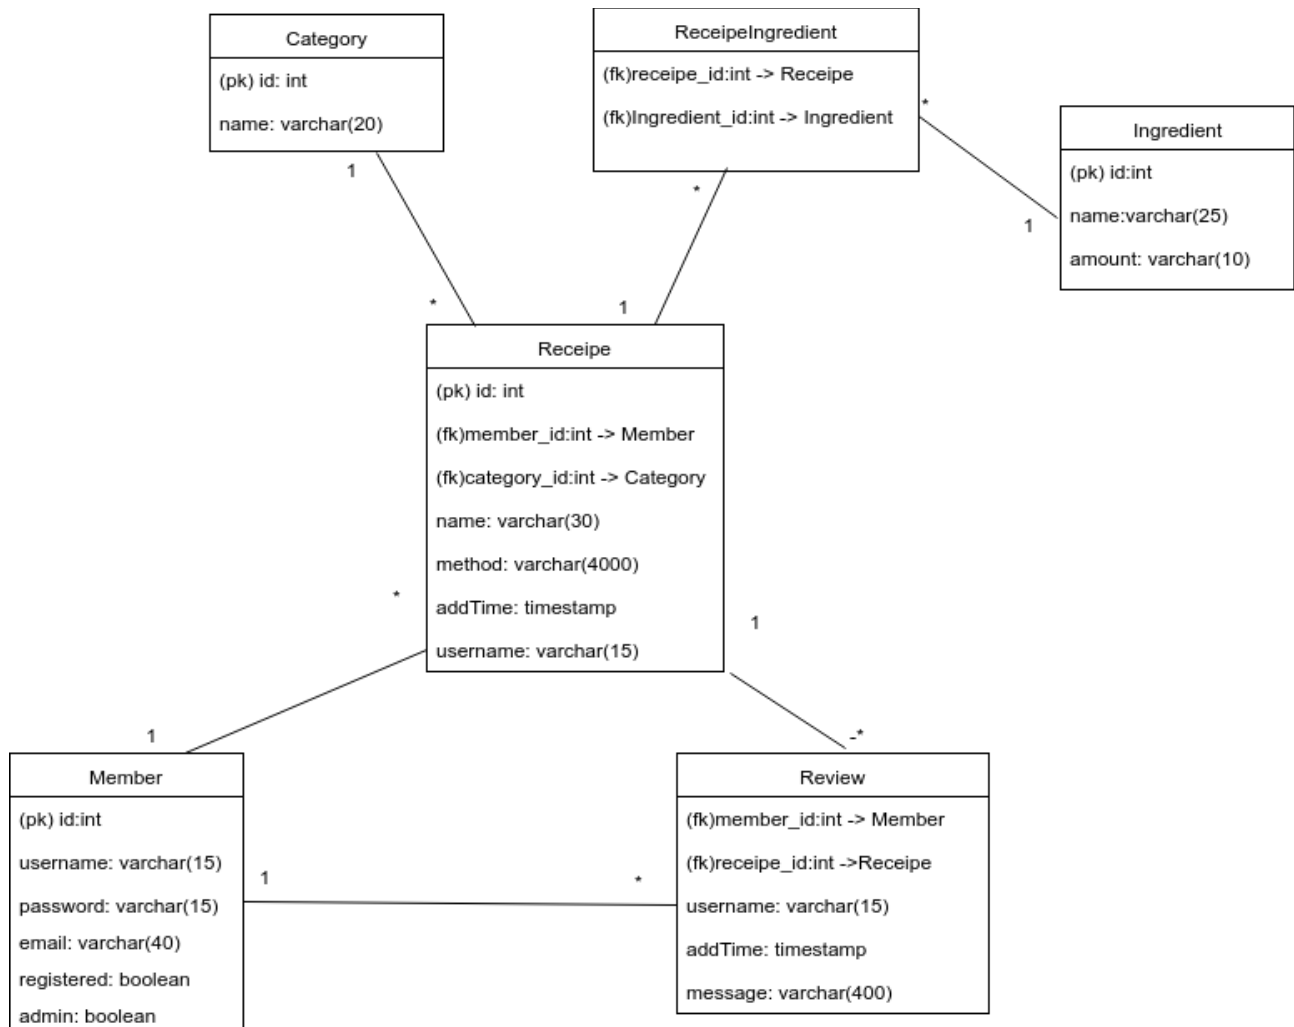 Category
(pk) id: int
name: varchar(20)
1
*
ReceipeIngredient
(fk)receipe_id:int -> Receipe
(fk)Ingredient_id:int -> Ingredient
*
1
*
1
Ingredient
(pk) id:int
name:varchar(25)
amount: varchar(10)
Receipe
(pk) id: int
(fk)member_id:int -> Member
(fk)category_id:int -> Category
name: varchar(30)
method: varchar(4000)
addTime: timestamp
username: varchar(15)
*
1
1
-*
Member
(pk) id:int
username: varchar(15)
password: varchar(15)
email: varchar(40)
registered: boolean
admin: boolean
1
*
Review
(fk)member_id:int -> Member
(fk)receipe_id:int ->Receipe
username: varchar(15)
addTime: timestamp
message: varchar(400)